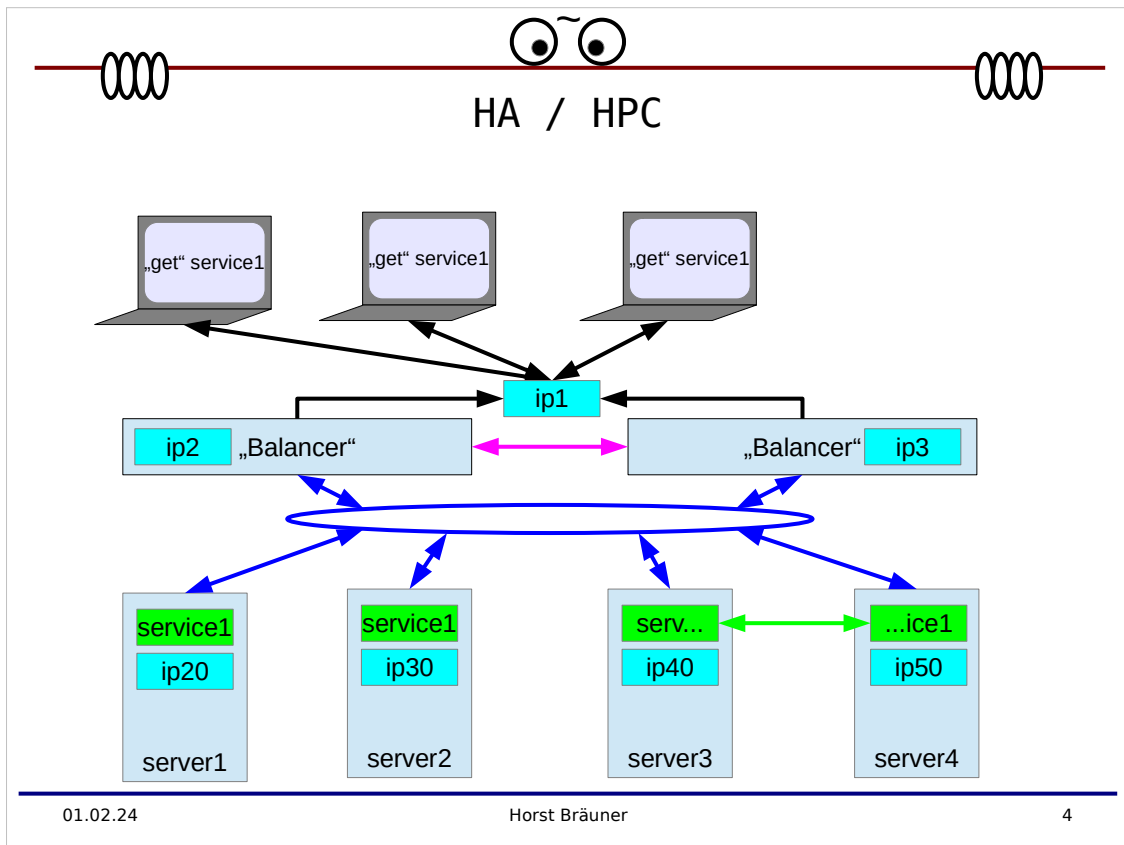 ~
HA / HPC
„get“ service1
„get“ service1
„get“ service1
ip1
ip2 „Balancer“
„Balancer“ ip3
service1
service1
serv...
...ice1
ip20
ip30
ip40
ip50
server1
server2
server3
server4
01.02.24
Horst Bräuner
4